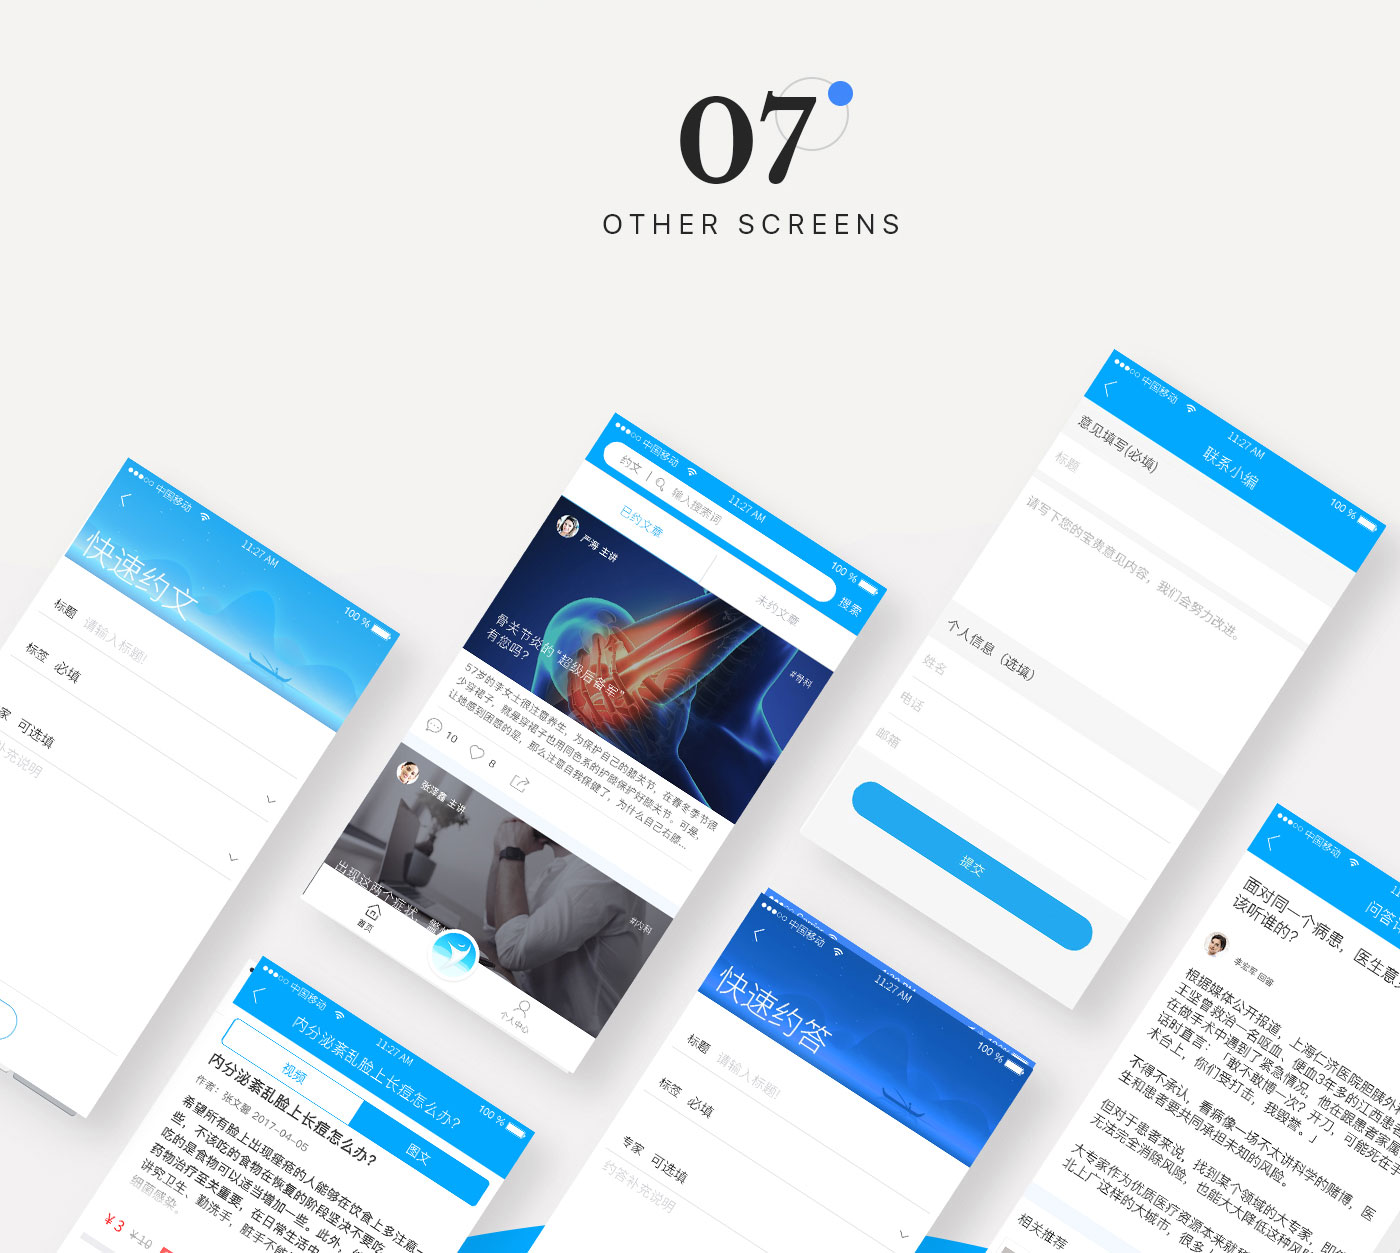 07
OTHER SCREENS
中国移动
11:27 AM
100 %
快速约文
标题 请输入标题!
标签 必填
家 可选填
补充说明
中国移动
11:27 AM
100 %
约文 | 输入搜索词
搜索
已约文章
未约文章
严海 主讲
骨关节炎的“超级后备军”
有您吗?
#骨科
57岁的李女士很注意养生，为保护自己的膝关节，在春冬季节很
少穿裙子，就是穿裙子也用同色系的护膝保护好膝关节。可是，
让她感到困惑的是，那么注意自我保健了，为什么自己右膝...
10
8
张泽鑫 主讲
出现这两个症状
#内科
首页
个人中心
中国移动
11:27 AM
100 %
联系小编
意见填写(必填)
标题
请写下您的宝贵意见内容，我们会努力改进。
个人信息（选填）
姓名
电话
邮箱
提交
中国移动
11:27 AM
100 %
内分泌紊乱脸上长痘怎么办?
视频
图文
内分泌紊乱脸上长痘怎么办?
作者：张文馨 2017-04-05
希望所有脸上出现痤疮的人能够在饮食上多注意一
些，不该吃的食物在恢复的阶段坚决不要吃
吃的是食物可以适当增加一些。此外，
药物治疗至关重要，在日常生活中
讲究卫生、勤洗手，脏手不能
细菌感染。
¥3 ¥10
中国移动
11:27 AM
100 %
快速约答
标题 请输入标题!
标签 必填
专家 可选填
约答补充说明
中国移动
问答详
面对同一个病患，医生意见
该听谁的?
李宏军 回答
根据媒体公开报道，上海仁济医院胆胰外
王坚曾救治一名呕血、便血3年多的江西患者
在做手术中遇到了紧急情况，他在跟患者家属
话时直言：「敢不敢博一次？开刀，可能死在手
术台上，你们受打击，我毁誉。」
不得不承认，看病像一场不太讲科学的赌博，医
生和患者要共同承担未知的风险。
但对于患者来说，找到某个领域的大专家，即使
无法完全消除风险，也能大大降低这种风险
大专家作为优质医疗资源本来就
北上广这样的大城市，很多
相关推荐